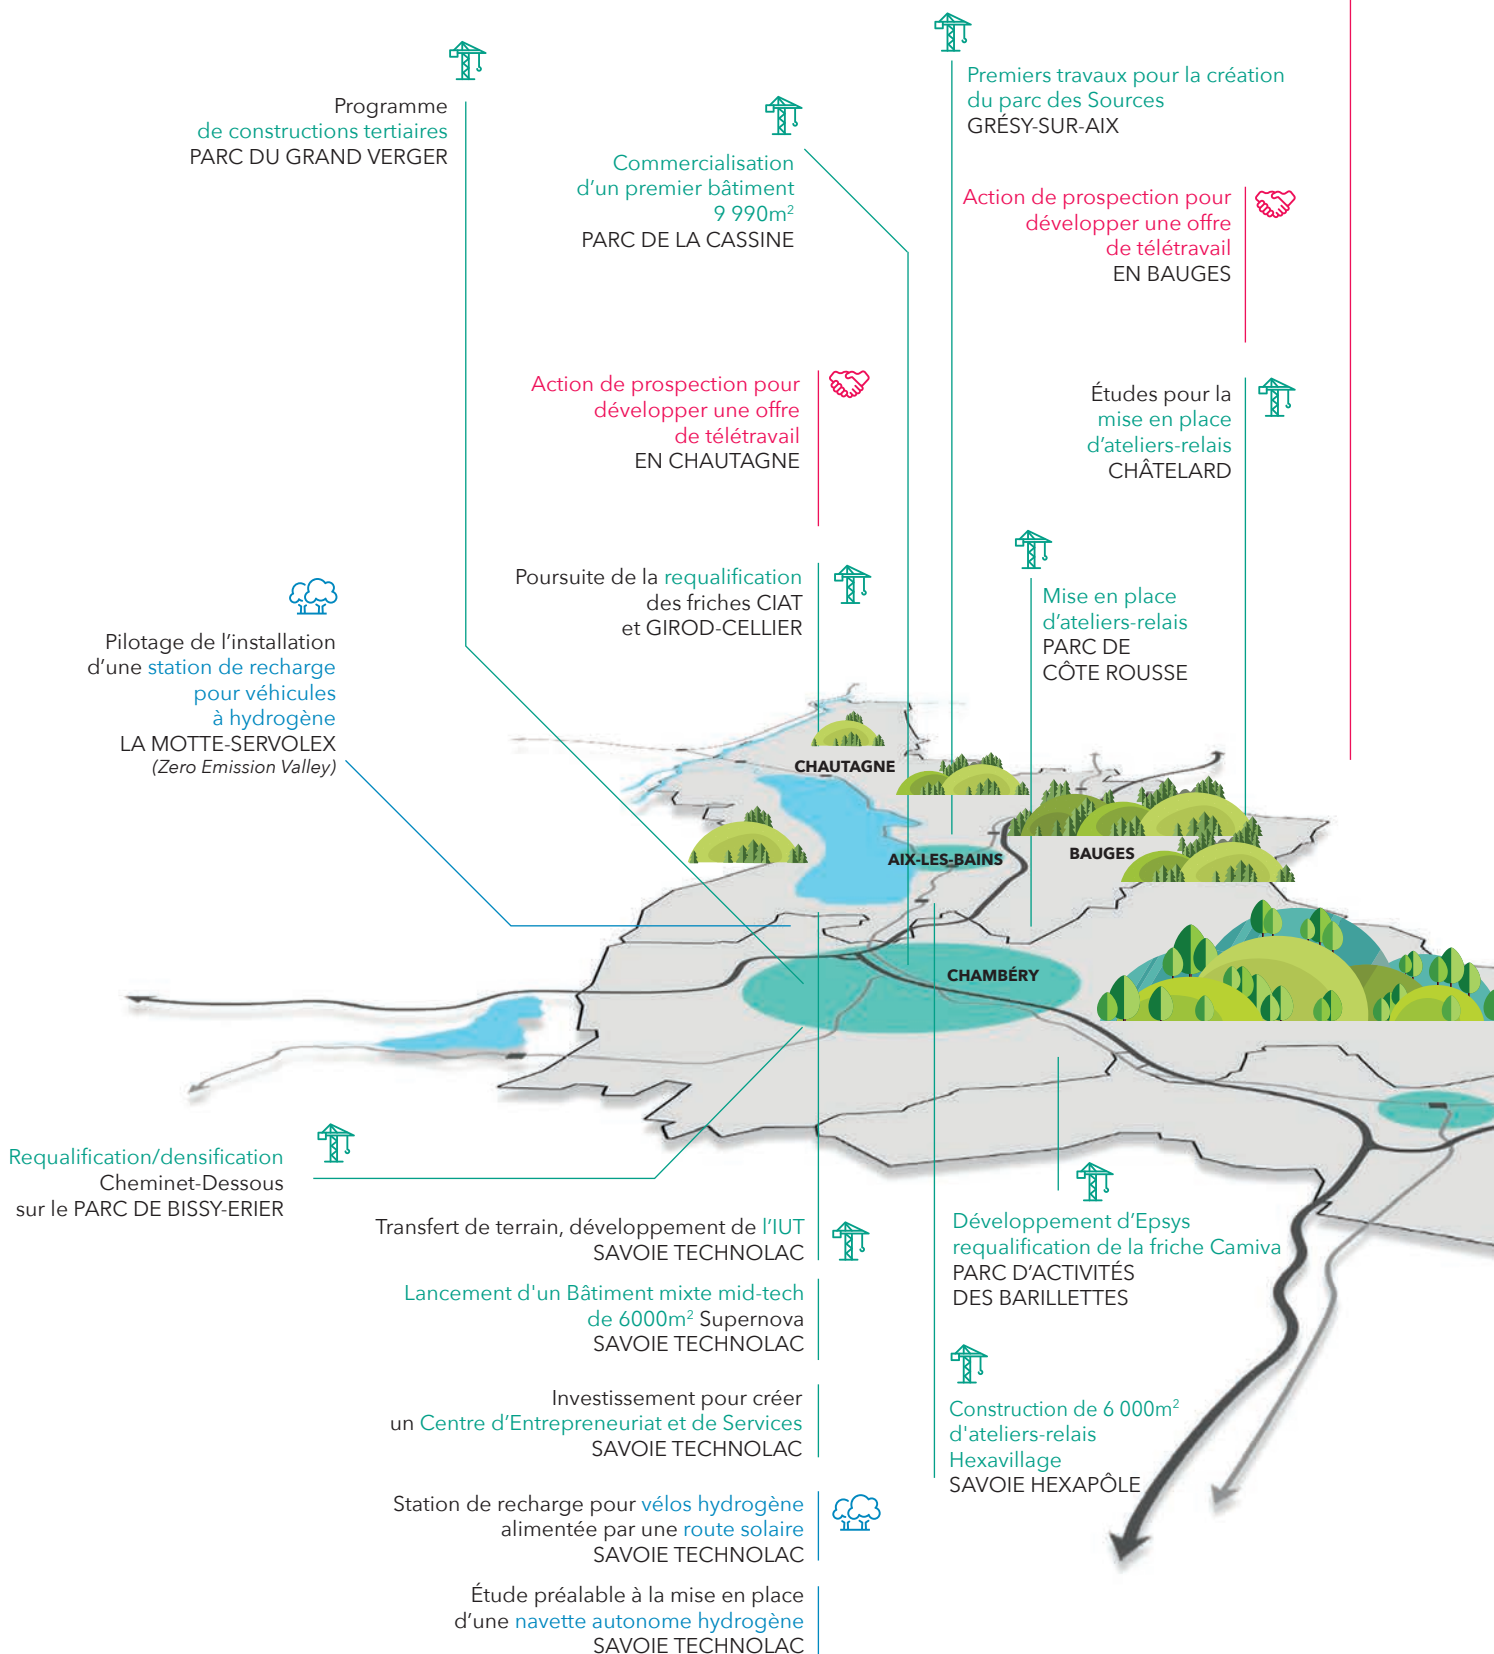 Programme
de constructions tertiaires
PARC DU GRAND VERGER
Commercialisation
d’un premier bâtiment
9 990m²
PARC DE LA CASSINE
Premiers travaux pour la création
du parc des Sources
GRÉSY-SUR-AIX
Action de prospection pour
développer une offre
de télétravail
EN BAUGES
Action de prospection pour
développer une offre
de télétravail
EN CHAUTAGNE
Études pour la
mise en place
d’ateliers-relais
CHÂTELARD
Poursuite de la requalification
des friches CIAT
et GIROD-CELLIER
Mise en place
d’ateliers-relais
PARC DE
CÔTE ROUSSE
Pilotage de l’installation
d’une station de recharge
pour véhicules
à hydrogène
LA MOTTE-SERVOLEX
(Zero Emission Valley)
CHAUTAGNE
AIX-LES-BAINS
BAUGES
CHAMBÉRY
Requalification/densification
Cheminet-Dessous
sur le PARC DE BISSY-ERIER
Transfert de terrain, développement de l’IUT
SAVOIE TECHNOLAC
Lancement d'un Bâtiment mixte mid-tech
de 6000m² Supernova
SAVOIE TECHNOLAC
Investissement pour créer
un Centre d’Entrepreneuriat et de Services
SAVOIE TECHNOLAC
Station de recharge pour vélos hydrogène
alimentée par une route solaire
SAVOIE TECHNOLAC
Étude préalable à la mise en place
d’une navette autonome hydrogène
SAVOIE TECHNOLAC
Développement d’Epsys
requalification de la friche Camiva
PARC D’ACTIVITÉS
DES BARILLETTES
Construction de 6 000m²
d'ateliers-relais
Hexavillage
SAVOIE HEXAPÔLE